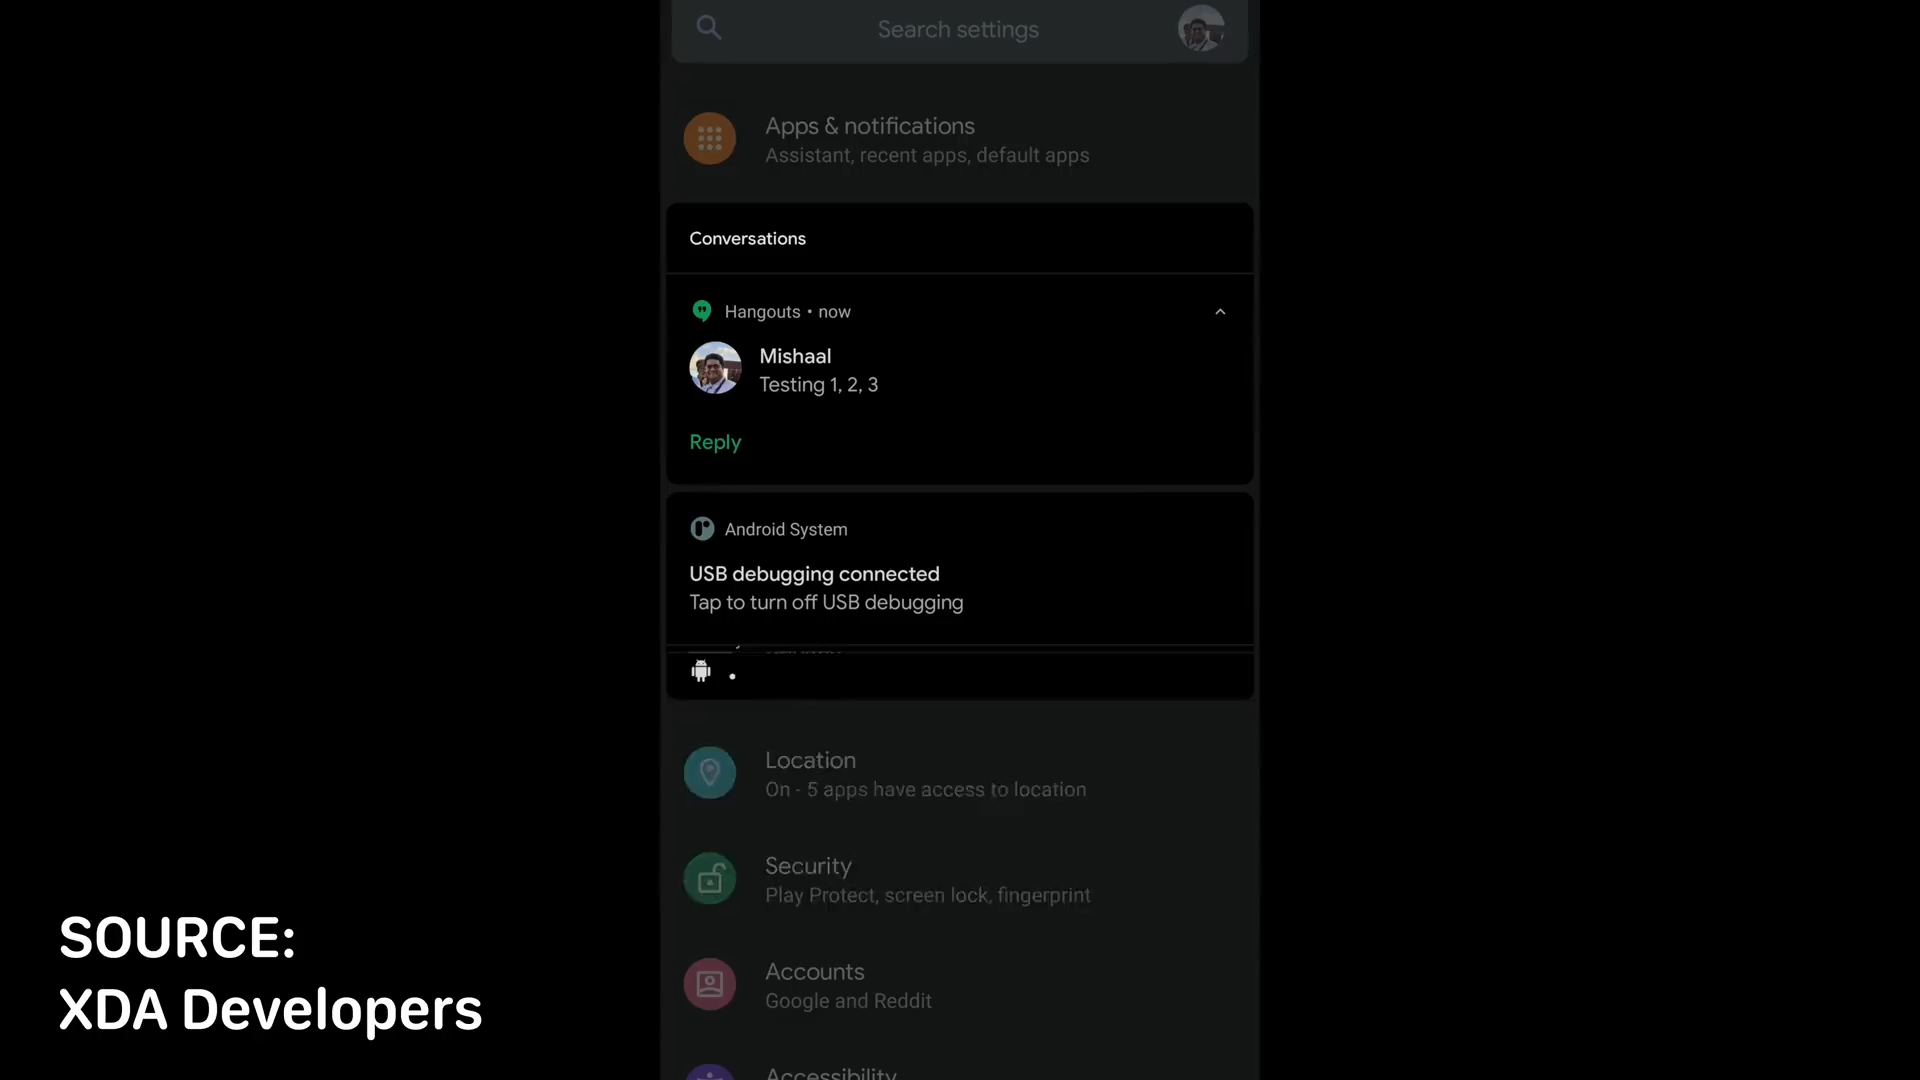 Search settings
Apps & notifications
Assistant, recent apps, default apps
Conversations
Hangouts • now
Mishaal
Testing 1, 2, 3
Reply
Android System
USB debugging connected
Tap to turn off USB debugging
Location
On - 5 apps have access to location
Security
Play Protect, screen lock, fingerprint
Accounts
Google and Reddit
Accessibility
SOURCE:
XDA Developers